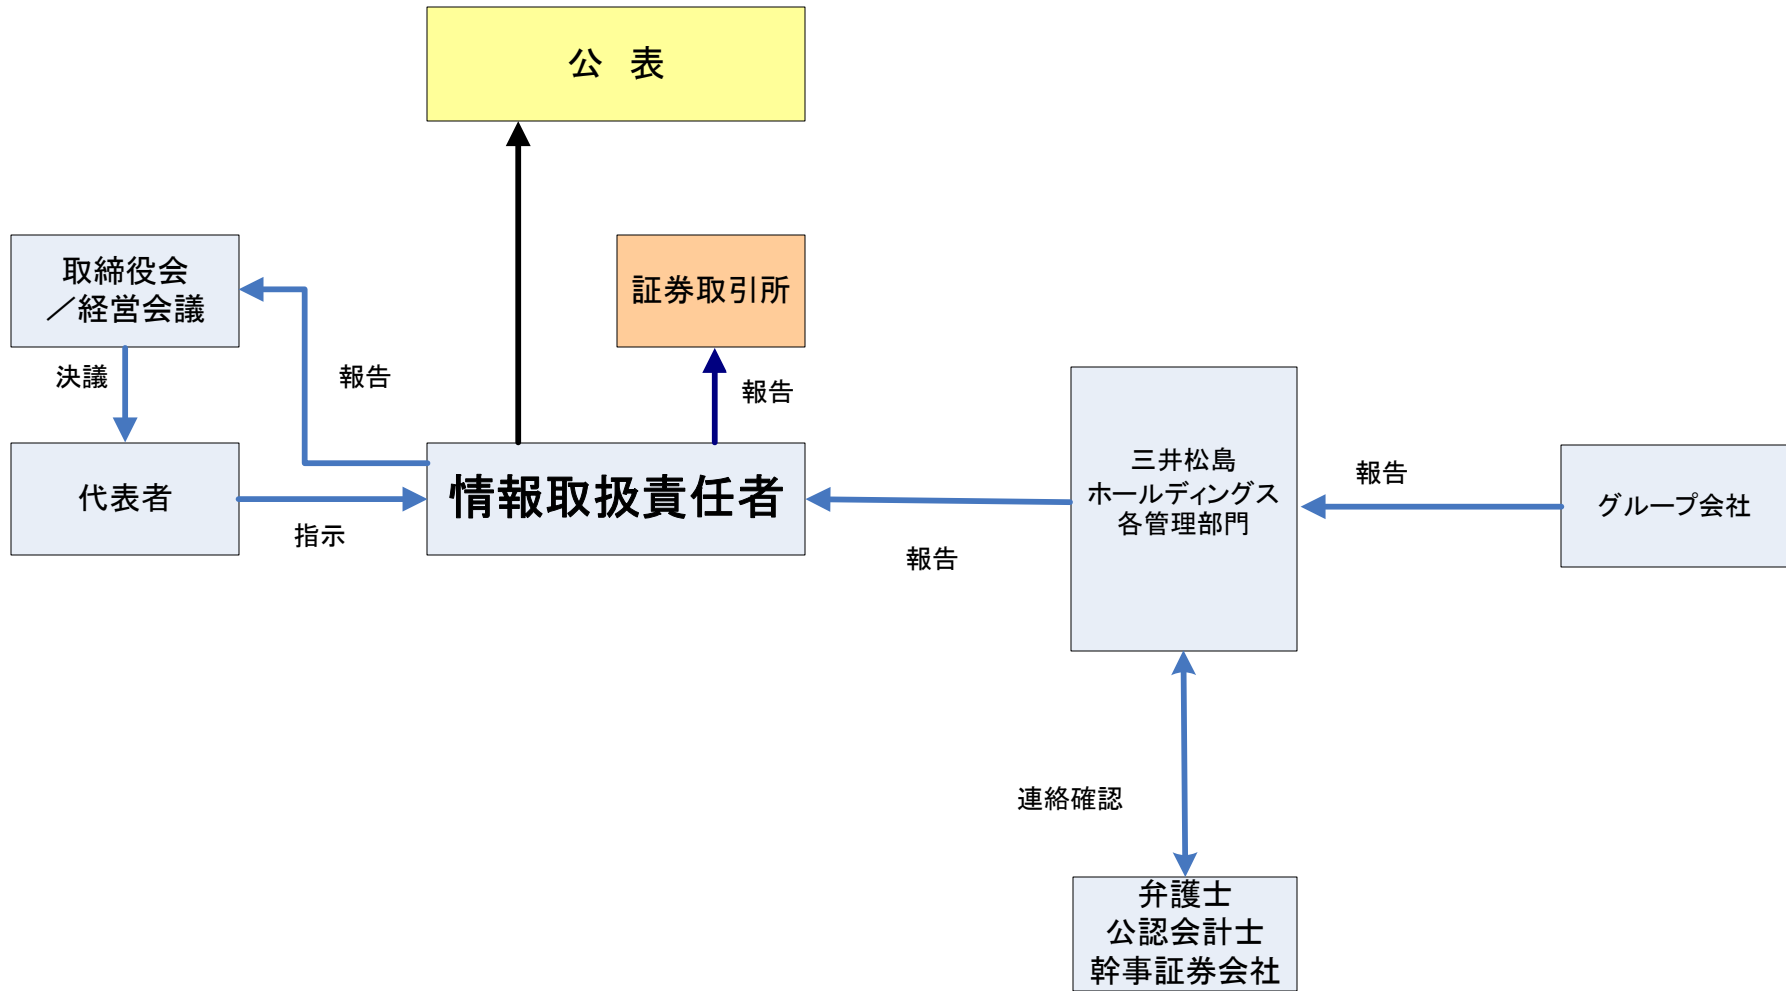 公 表
取締役会
／経営会議
証券取引所
決議
報告
報告
代表者
指示
情報取扱責任者
報告
三井松島
ホールディングス
各管理部門
報告
グループ会社
連絡確認
弁護士
公認会計士
幹事証券会社